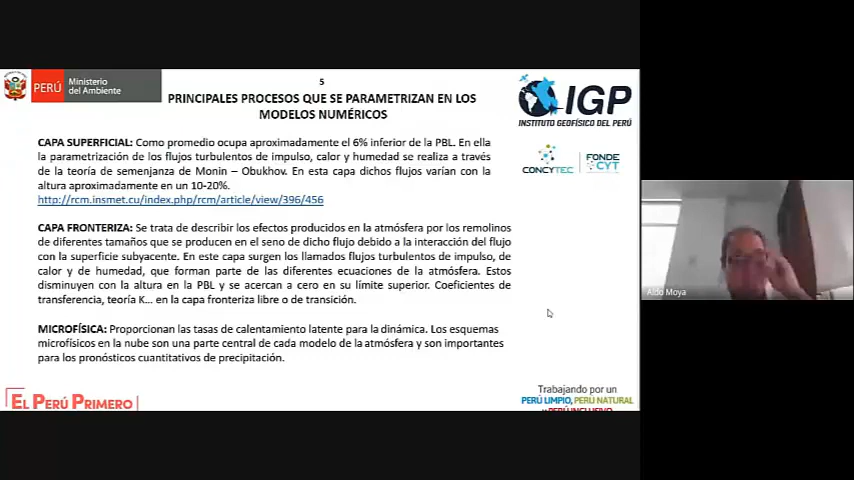 5
PERÚ
Ministerio
del Ambiente
PRINCIPALES PROCESOS QUE SE PARAMETRIZAN EN LOS
MODELOS NUMÉRICOS
IGP
INSTITUTO GEOFÍSICO DEL PERÚ
CAPA SUPERFICIAL: Como promedio ocupa aproximadamente el 6% inferior de la PBL. En ella
la parametrización de los flujos turbulentos de impulso, calor y humedad se realiza a través
de la teoría de semenjanza de Monin – Obukhov. En esta capa dichos flujos varían con la
altura aproximadamente en un 10-20%.
http://rcm.insmet.cu/index.php/rcm/article/view/396/456
CONCYTEC
FONDE
CYT
CAPA FRONTERIZA: Se trata de describir los efectos producidos en la atmósfera por los remolinos
de diferentes tamaños que se producen en el seno de dicho flujo debido a la interacción del flujo
con la superficie subyacente. En este capa surgen los llamados flujos turbulentos de impulso, de
calor y de humedad, que forman parte de las diferentes ecuaciones de la atmósfera. Estos
disminuyen con la altura en la PBL y se acercan a cero en su límite superior. Coeficientes de
transferencia, teoría K... en la capa fronteriza libre o de transición.
MICROFÍSICA: Proporcionan las tasas de calentamiento latente para la dinámica. Los esquemas
microfísicos en la nube son una parte central de cada modelo de la atmósfera y son importantes
para los pronósticos cuantitativos de precipitación.
EL PERÚ PRIMERO
Trabajando por un
PERÚ LIMPIO, PERÚ NATURAL
y PERÚ INCLUSIVO
Aldo Moya